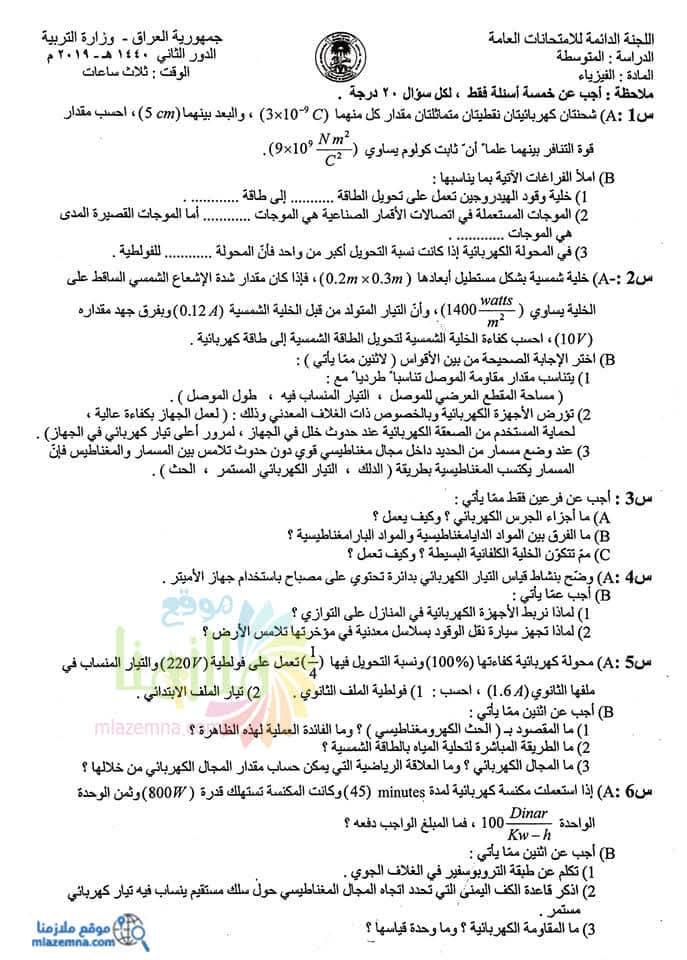 اللجنة الدائمة للامتحانات العامة
الدراسة : المتوسطة
المادة : الفيزياء
جمهورية العراق - وزارة التربية
الدور الثاني ١٤٤٠ هـ - ٢٠١٩ م
الوقت : ثلاث ساعات
ملاحظة : أجب عن خمسة أسئلة فقط ، لكل سؤال ٢٠ درجة .
س1 : A) شحنتان كهربائيتان نقطيتان متماثلتان مقدار كل منهما (3×10⁻⁹ C) ، والبعد بينهما (5 cm) ، احسب مقدار
قوة التنافر بينهما علماً أنّ ثابت كولوم يساوي (9×10⁹ N m²/C²).
B) املأ الفراغات الآتية بما يناسبها :
1) خلية وقود الهيدروجين تعمل على تحويل الطاقة ........... إلى طاقة ............
2) الموجات المستعملة في اتصالات الأقمار الصناعية هي الموجات ............ أما الموجات القصيرة المدى
هي الموجات ............ .
3) في المحولة الكهربائية إذا كانت نسبة التحويل أكبر من واحد فأنّ المحولة ............ للفولطية .
س2 :- A) خلية شمسية بشكل مستطيل أبعادها (0.2m × 0.3m) ، فإذا كان مقدار شدة الإشعاع الشمسي الساقط على
الخلية يساوي (1400 watts/m²) ، وأنّ التيار المتولد من قبل الخلية الشمسية (0.12 A) وبفرق جهد مقداره
(10V) ، احسب كفاءة الخلية الشمسية لتحويل الطاقة الشمسية إلى طاقة كهربائية .
B) اختر الإجابة الصحيحة من بين الأقواس ( لاثنين ممّا يأتي ) :
1) يتناسب مقدار مقاومة الموصل تناسباً طردياً مع :
( مساحة المقطع العرضي للموصل ، التيار المنساب فيه ، طول الموصل ) .
2) تؤرض الأجهزة الكهربائية وبالخصوص ذات الغلاف المعدني وذلك : ( لعمل الجهاز بكفاءة عالية ،
لحماية المستخدم من الصعقة الكهربائية عند حدوث خلل في الجهاز ، لمرور أعلى تيار كهربائي في الجهاز) .
3) عند وضع مسمار من الحديد داخل مجال مغناطيسي قوي دون حدوث تلامس بين المسمار والمغناطيس فإنّ
المسمار يكتسب المغناطيسية بطريقة ( الدلك ، التيار الكهربائي المستمر ، الحث ) .
س3 : أجب عن فرعين فقط ممّا يأتي :
A) ما أجزاء الجرس الكهربائي ؟ وكيف يعمل ؟
B) ما الفرق بين المواد الدايامغناطيسية والمواد البارامغناطيسية ؟
C) ممّ تتكوّن الخلية الكلفانية البسيطة ؟ وكيف تعمل ؟
س4 : A) وضّح بنشاط قياس التيار الكهربائي بدائرة تحتوي على مصباح باستخدام جهاز الأميتر .
B) أجب عمّا يأتي :
1) لماذا نربط الأجهزة الكهربائية في المنازل على التوازي ؟
2) لماذا تجهز سيارة نقل الوقود بسلاسل معدنية في مؤخرتها تلامس الأرض ؟
س5 : A) محولة كهربائية كفاءتها (100%) ونسبة التحويل فيها (1/4) تعمل على فولطية (220V) والتيار المنساب في
ملفها الثانوي (1.6 A) ، احسب : 1) فولطية الملف الثانوي . 2) تيار الملف الابتدائي .
B) أجب عن اثنين ممّا يأتي :
1) ما المقصود بـ ( الحث الكهرومغناطيسي ) ؟ وما الفائدة العملية لهذه الظاهرة ؟
2) ما الطريقة المباشرة لتحلية المياه بالطاقة الشمسية ؟
3) ما المجال الكهربائي ؟ وما العلاقة الرياضية التي يمكن حساب مقدار المجال الكهربائي من خلالها ؟
س6 : A) إذا استعملت مكنسة كهربائية لمدة (45) minutes وكانت المكنسة تستهلك قدرة (800W) وثمن الوحدة
الواحدة 100 Dinar/Kw-h ، فما المبلغ الواجب دفعه ؟
B) أجب عن اثنين ممّا يأتي :
1) تكلم عن طبقة التروبوسفير في الغلاف الجوي .
2) اذكر قاعدة الكف اليمنى التي تحدد اتجاه المجال المغناطيسي حول سلك مستقيم ينساب فيه تيار كهربائي
مستمر .
3) ما المقاومة الكهربائية ؟ وما وحدة قياسها ؟
موقع
ملازمنا
mlazemna.com
موقع ملازمنا
mlazemna.com